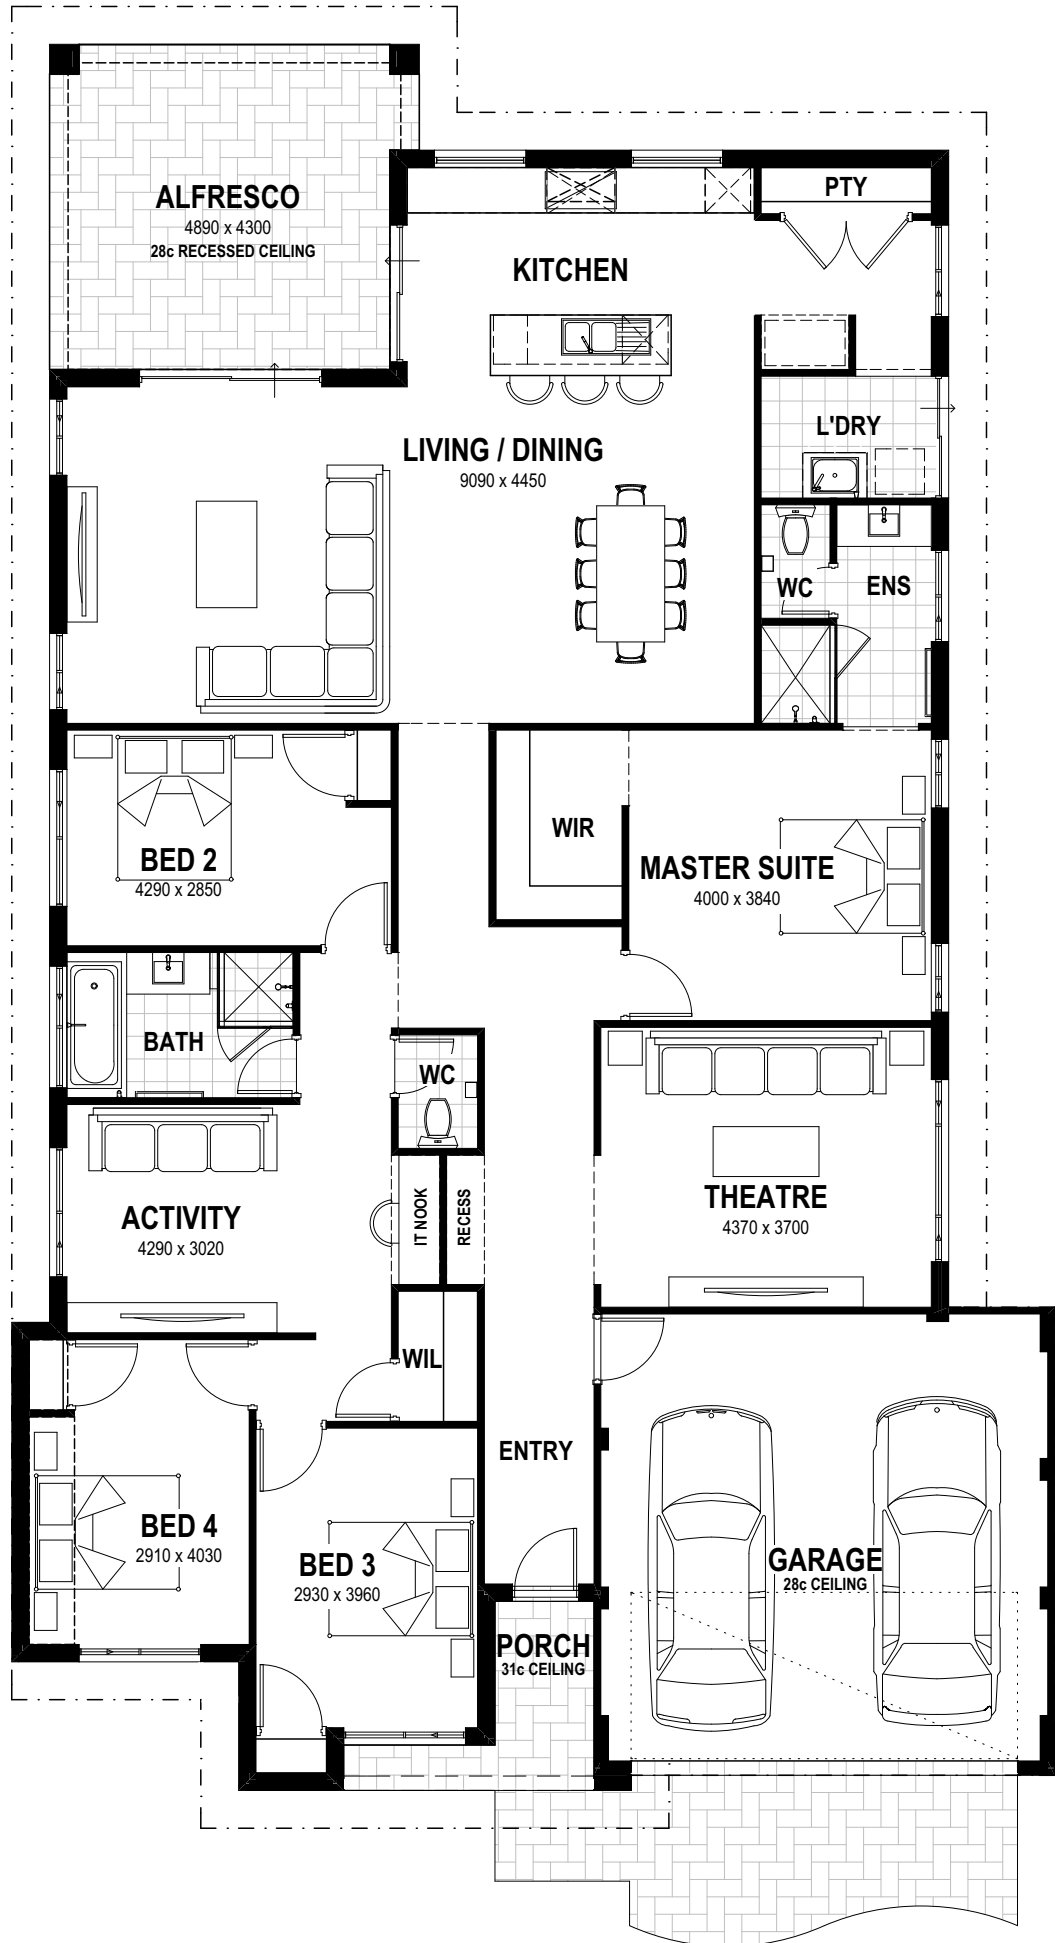 ALFRESCO
4890 x 4300
28c RECESSED CEILING
PTY
KITCHEN
LIVING / DINING
9090 x 4450
L'DRY
WC
ENS
BED 2
4290 x 2850
WIR
MASTER SUITE
4000 x 3840
BATH
WC
ACTIVITY
4290 x 3020
IT NOOK
RECESS
THEATRE
4370 x 3700
WIL
ENTRY
BED 4
2910 x 4030
BED 3
2930 x 3960
GARAGE
28c CEILING
PORCH
31c CEILING